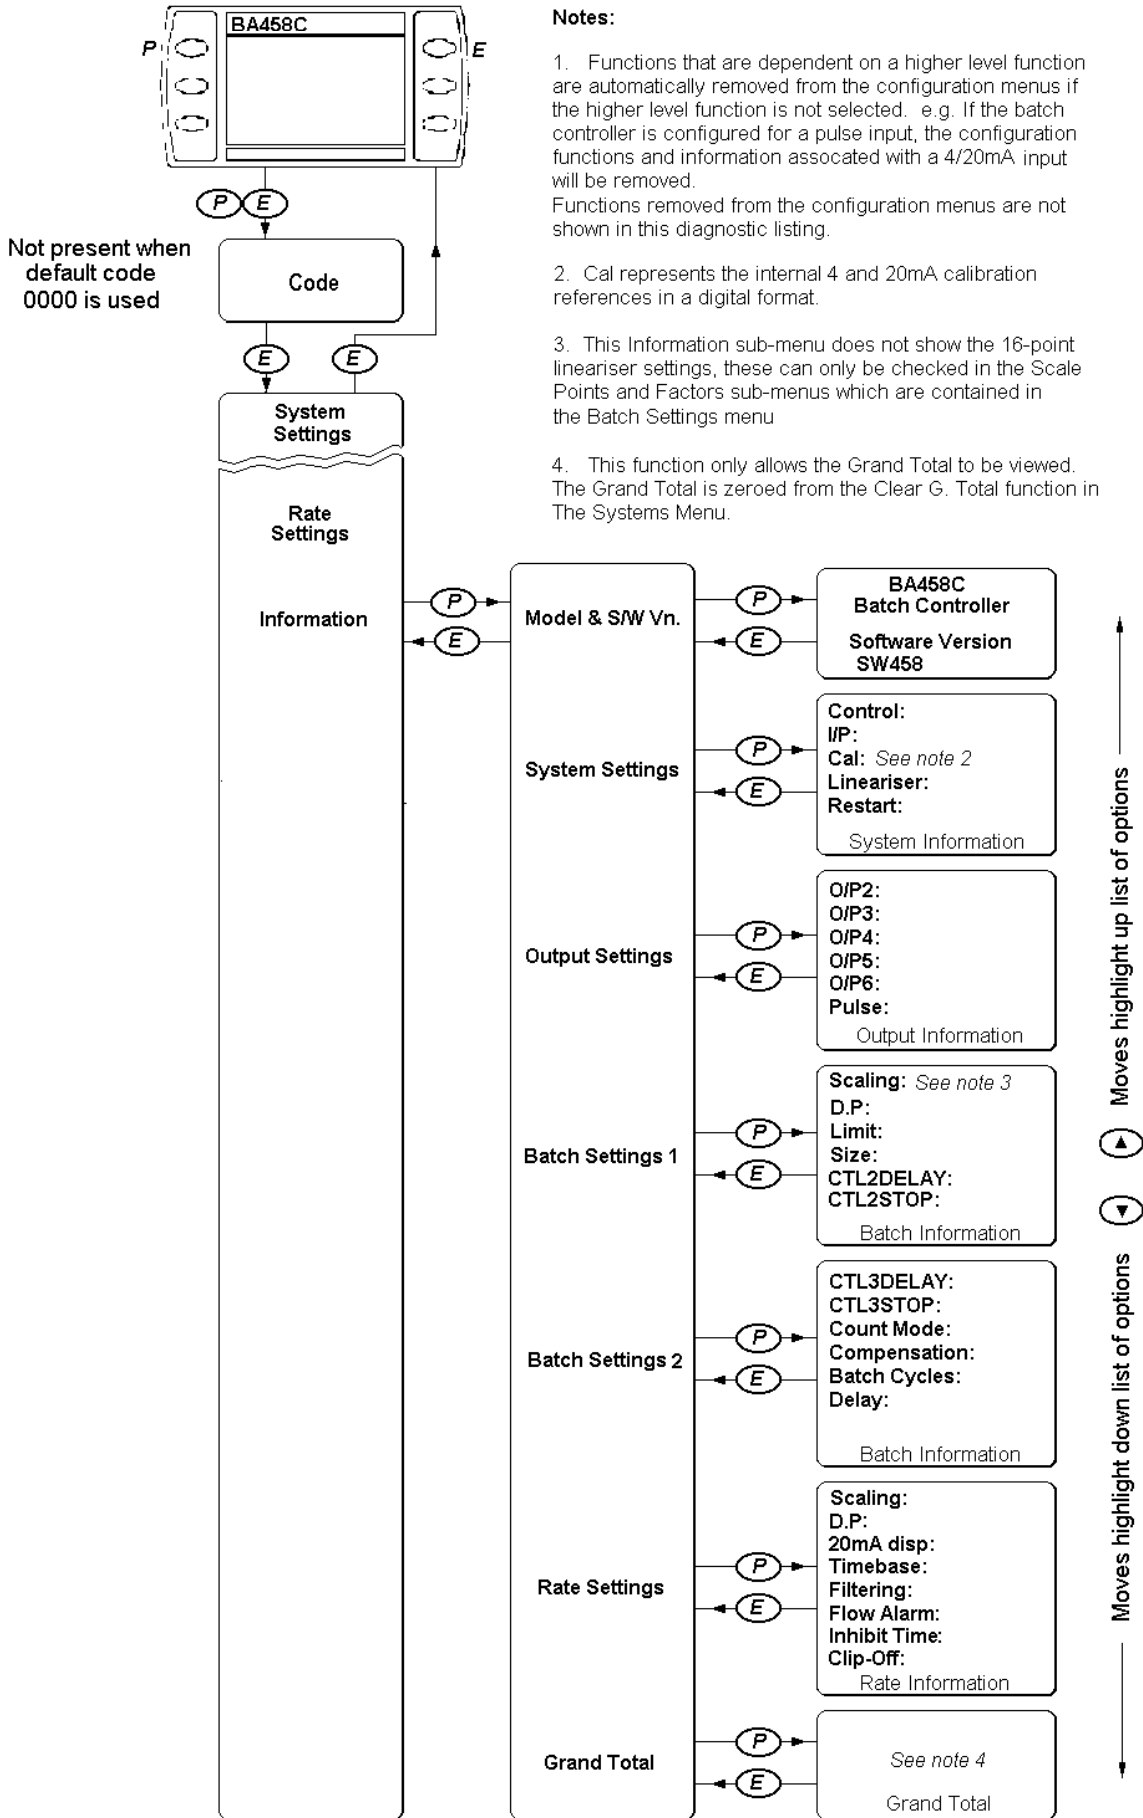 BA458C
P
E
P
E
Not present when
default code
0000 is used
Code
E
E
System
Settings
Rate
Settings
Information
Notes:
1. Functions that are dependent on a higher level function
are automatically removed from the configuration menus if
the higher level function is not selected. e.g. If the batch
controller is configured for a pulse input, the configuration
functions and information assocated with a 4/20mA input
will be removed.
Functions removed from the configuration menus are not
shown in this diagnostic listing.
2. Cal represents the internal 4 and 20mA calibration
references in a digital format.
3. This Information sub-menu does not show the 16-point
lineariser settings, these can only be checked in the Scale
Points and Factors sub-menus which are contained in
the Batch Settings menu
4. This function only allows the Grand Total to be viewed.
The Grand Total is zeroed from the Clear G. Total function in
The Systems Menu.
P
E
Model & S/W Vn.
P
E
BA458C
Batch Controller
Software Version
SW458
System Settings
P
E
Control:
I/P:
Cal: See note 2
Lineariser:
Restart:
System Information
Output Settings
P
E
O/P2:
O/P3:
O/P4:
O/P5:
O/P6:
Pulse:
Output Information
Batch Settings 1
P
E
Scaling: See note 3
D.P:
Limit:
Size:
CTL2DELAY:
CTL2STOP:
Batch Information
Batch Settings 2
P
E
CTL3DELAY:
CTL3STOP:
Count Mode:
Compensation:
Batch Cycles:
Delay:
Batch Information
Rate Settings
P
E
Scaling:
D.P:
20mA disp:
Timebase:
Filtering:
Flow Alarm:
Inhibit Time:
Clip-Off:
Rate Information
Grand Total
P
E
See note 4
Grand Total
Moves highlight up list of options
Moves highlight down list of options